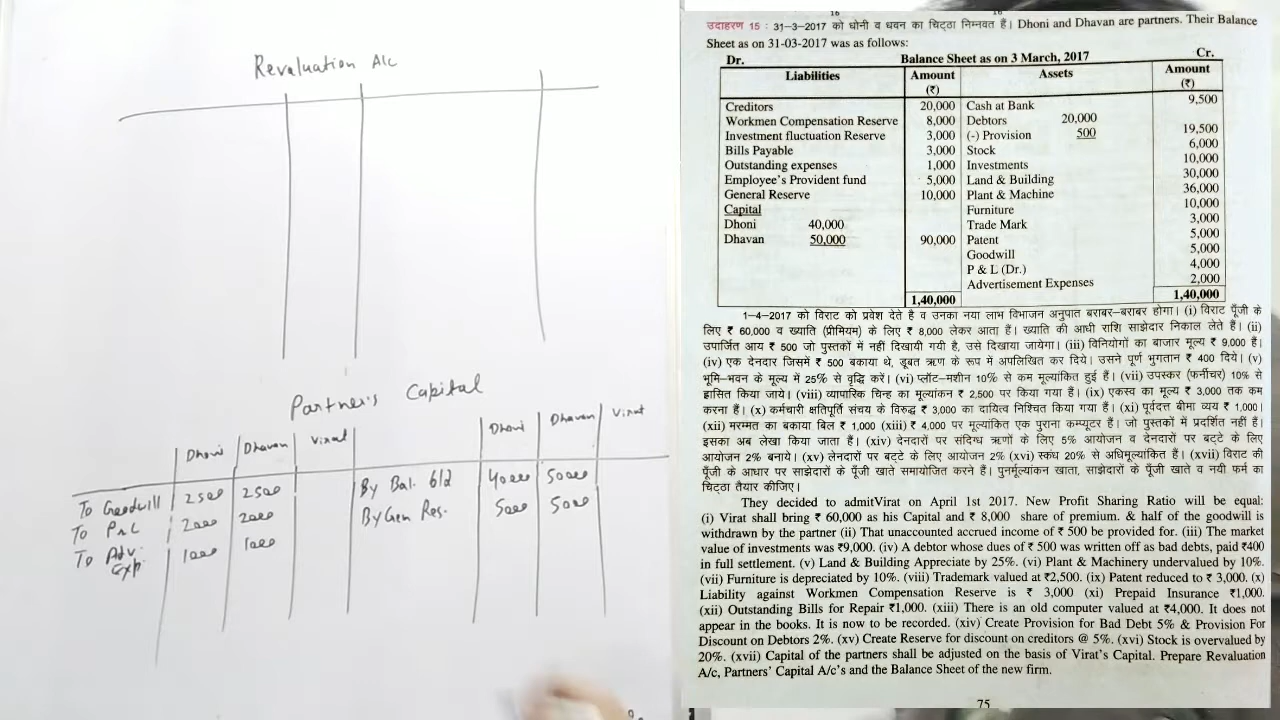 Revaluation A/c
Partner's Capital
Dhoni Dhavan Virat Dhoni Dhavan Virat
To Goodwill 2500 2500 By Bal. b/d 40000 50000
To P&L 2000 2000 By Gen Res. 5000 5000
To Adv. Exp. 1000 1000
16 16
उदाहरण 15 : 31–3–2017 को धोनी व धवन का चिट्ठा निम्नवत हैं। Dhoni and Dhavan are partners. Their Balance
Sheet as on 31-03-2017 was as follows:
Dr. Balance Sheet as on 3 March, 2017 Cr.
Liabilities Amount (₹) Assets Amount (₹)
Creditors 20,000 Cash at Bank 9,500
Workmen Compensation Reserve 8,000 Debtors 20,000
Investment fluctuation Reserve 3,000 (-) Provision 500 19,500
Bills Payable 3,000 Stock 6,000
Outstanding expenses 1,000 Investments 10,000
Employee's Provident fund 5,000 Land & Building 30,000
General Reserve 10,000 Plant & Machine 36,000
Capital Furniture 10,000
Dhoni 40,000 Trade Mark 3,000
Dhavan 50,000 90,000 Patent 5,000
Goodwill 5,000
P & L (Dr.) 4,000
Advertisement Expenses 2,000
1,40,000 1,40,000
1–4–2017 को विराट को प्रवेश देते है व उनका नया लाभ विभाजन अनुपात बराबर–बराबर होगा। (i) विराट पूँजी के
लिए ₹ 60,000 व ख्याति (प्रीमियम) के लिए ₹ 8,000 लेकर आता हैं। ख्याति की आधी राशि साझेदार निकाल लेते हैं। (ii)
उपार्जित आय ₹ 500 जो पुस्तकों में नहीं दिखायी गयी है, उसे दिखाया जायेगा। (iii) विनियोगों का बाजार मूल्य ₹ 9,000 हैं।
(iv) एक देनदार जिसमें ₹ 500 बकाया थे, डूबत ऋण के रूप में अपलिखित कर दिये। उसने पूर्ण भुगतान ₹ 400 दिये। (v)
भूमि–भवन के मूल्य में 25% से वृद्धि करें। (vi) प्लॉट–मशीन 10% से कम मूल्यांकित हुई हैं। (vii) उपस्कर (फर्नीचर) 10% से
ह्रासित किया जाये। (viii) व्यापारिक चिन्ह का मूल्यांकन ₹ 2,500 पर किया गया हैं। (ix) एकस्व का मूल्य ₹ 3,000 तक कम
करना हैं। (x) कर्मचारी क्षतिपूर्ति संचय के विरुद्ध ₹ 3,000 का दायित्व निश्चित किया गया हैं। (xi) पूर्वदत्त बीमा व्यय ₹ 1,000।
(xii) मरम्मत का बकाया बिल ₹ 1,000 (xiii) ₹ 4,000 पर मूल्यांकित एक पुराना कम्प्यूटर हैं। जो पुस्तकों में प्रदर्शित नहीं हैं।
इसका अब लेखा किया जाता हैं। (xiv) देनदारों पर संदिग्ध ऋणों के लिए 5% आयोजन व देनदारों पर बट्टे के लिए
आयोजन 2% बनाये। (xv) लेनदारों पर बट्टे के लिए आयोजन 2% (xvi) स्कंध 20% से अधिमूल्यांकित हैं। (xvii) विराट की
पूँजी के आधार पर साझेदारों के पूँजी खाते समायोजित करने हैं। पुनर्मूल्यांकन खाता, साझेदारों के पूँजी खाते व नयी फर्म का
चिट्ठा तैयार कीजिए।
They decided to admitVirat on April 1st 2017. New Profit Sharing Ratio will be equal:
(i) Virat shall bring ₹ 60,000 as his Capital and ₹ 8,000 share of premium. & half of the goodwill is
withdrawn by the partner (ii) That unaccounted accrued income of ₹ 500 be provided for. (iii) The market
value of investments was ₹9,000. (iv) A debtor whose dues of ₹ 500 was written off as bad debts, paid ₹400
in full settlement. (v) Land & Building Appreciate by 25%. (vi) Plant & Machinery undervalued by 10%.
(vii) Furniture is depreciated by 10%. (viii) Trademark valued at ₹2,500. (ix) Patent reduced to ₹ 3,000. (x)
Liability against Workmen Compensation Reserve is ₹ 3,000 (xi) Prepaid Insurance ₹1,000.
(xii) Outstanding Bills for Repair ₹1,000. (xiii) There is an old computer valued at ₹4,000. It does not
appear in the books. It is now to be recorded. (xiv) Create Provision for Bad Debt 5% & Provision For
Discount on Debtors 2%. (xv) Create Reserve for discount on creditors @ 5%. (xvi) Stock is overvalued by
20%. (xvii) Capital of the partners shall be adjusted on the basis of Virat's Capital. Prepare Revaluation
A/c, Partners' Capital A/c's and the Balance Sheet of the new firm.
75